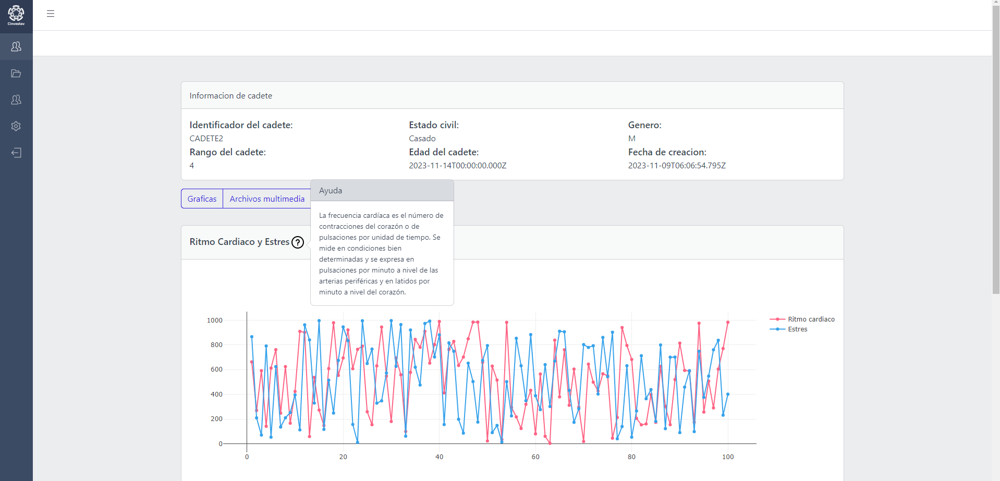 Cinvestav
Informacion de cadete
Identificador del cadete:
CADETE2
Estado civil:
Casado
Genero:
M
Rango del cadete:
4
Edad del cadete:
2023-11-14T00:00:00.000Z
Fecha de creacion:
2023-11-09T06:06:54.795Z
Graficas
Archivos multimedia
Ayuda
La frecuencia cardíaca es el número de
contracciones del corazón o de
pulsaciones por unidad de tiempo. Se
mide en condiciones bien
determinadas y se expresa en
pulsaciones por minuto a nivel de las
arterias periféricas y en latidos por
minuto a nivel del corazón.
Ritmo Cardiaco y Estres ?
1000
800
600
400
200
0
0 20 40 60 80 100
Ritmo cardiaco
Estres